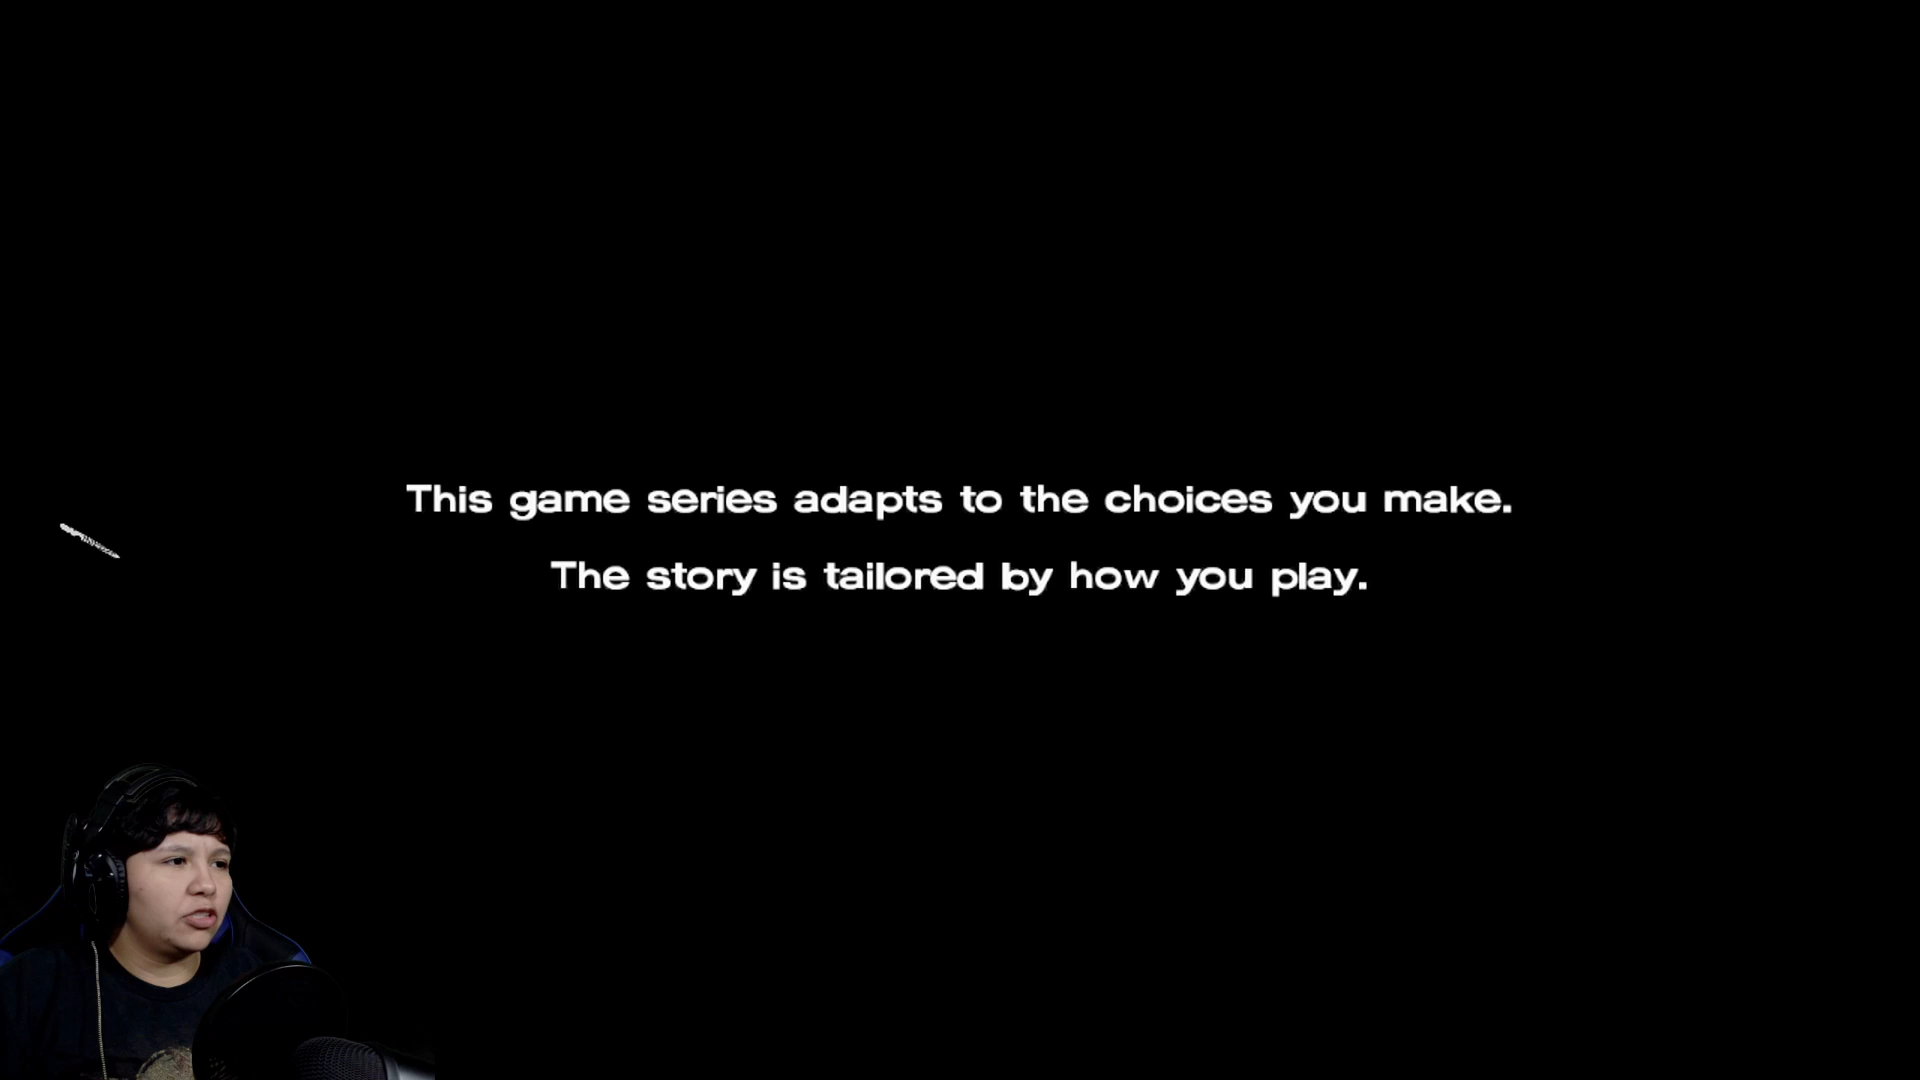 This game series adapts to the choices you make.
The story is tailored by how you play.